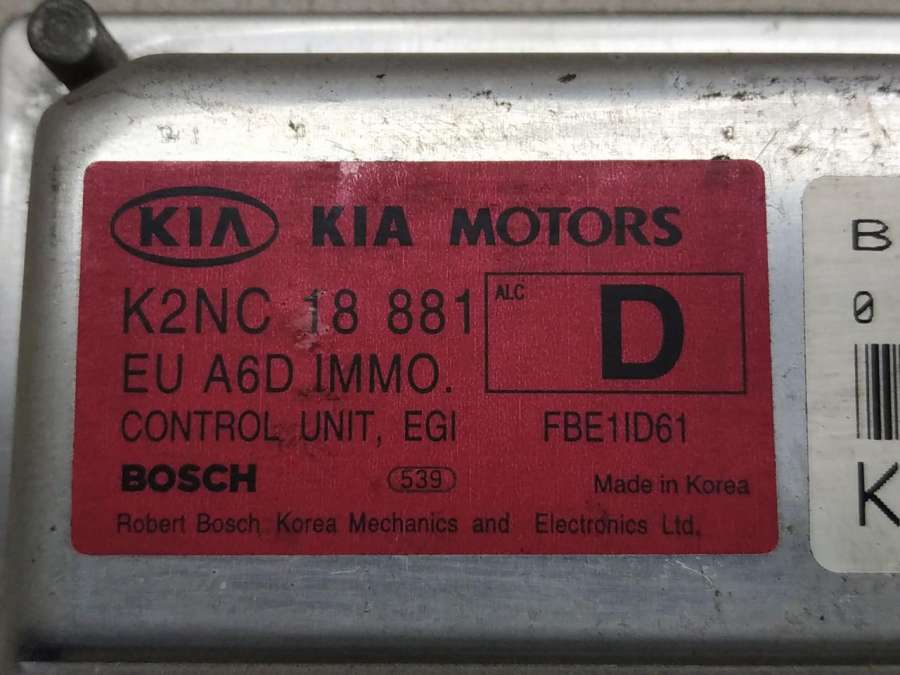 KIA KIA MOTORS
K2NC 18 881
ALC
D
EU A6D IMMO.
CONTROL UNIT, EGI FBE1ID61
BOSCH 539 Made in Korea
Robert Bosch Korea Mechanics and Electronics Ltd.
B
0
K